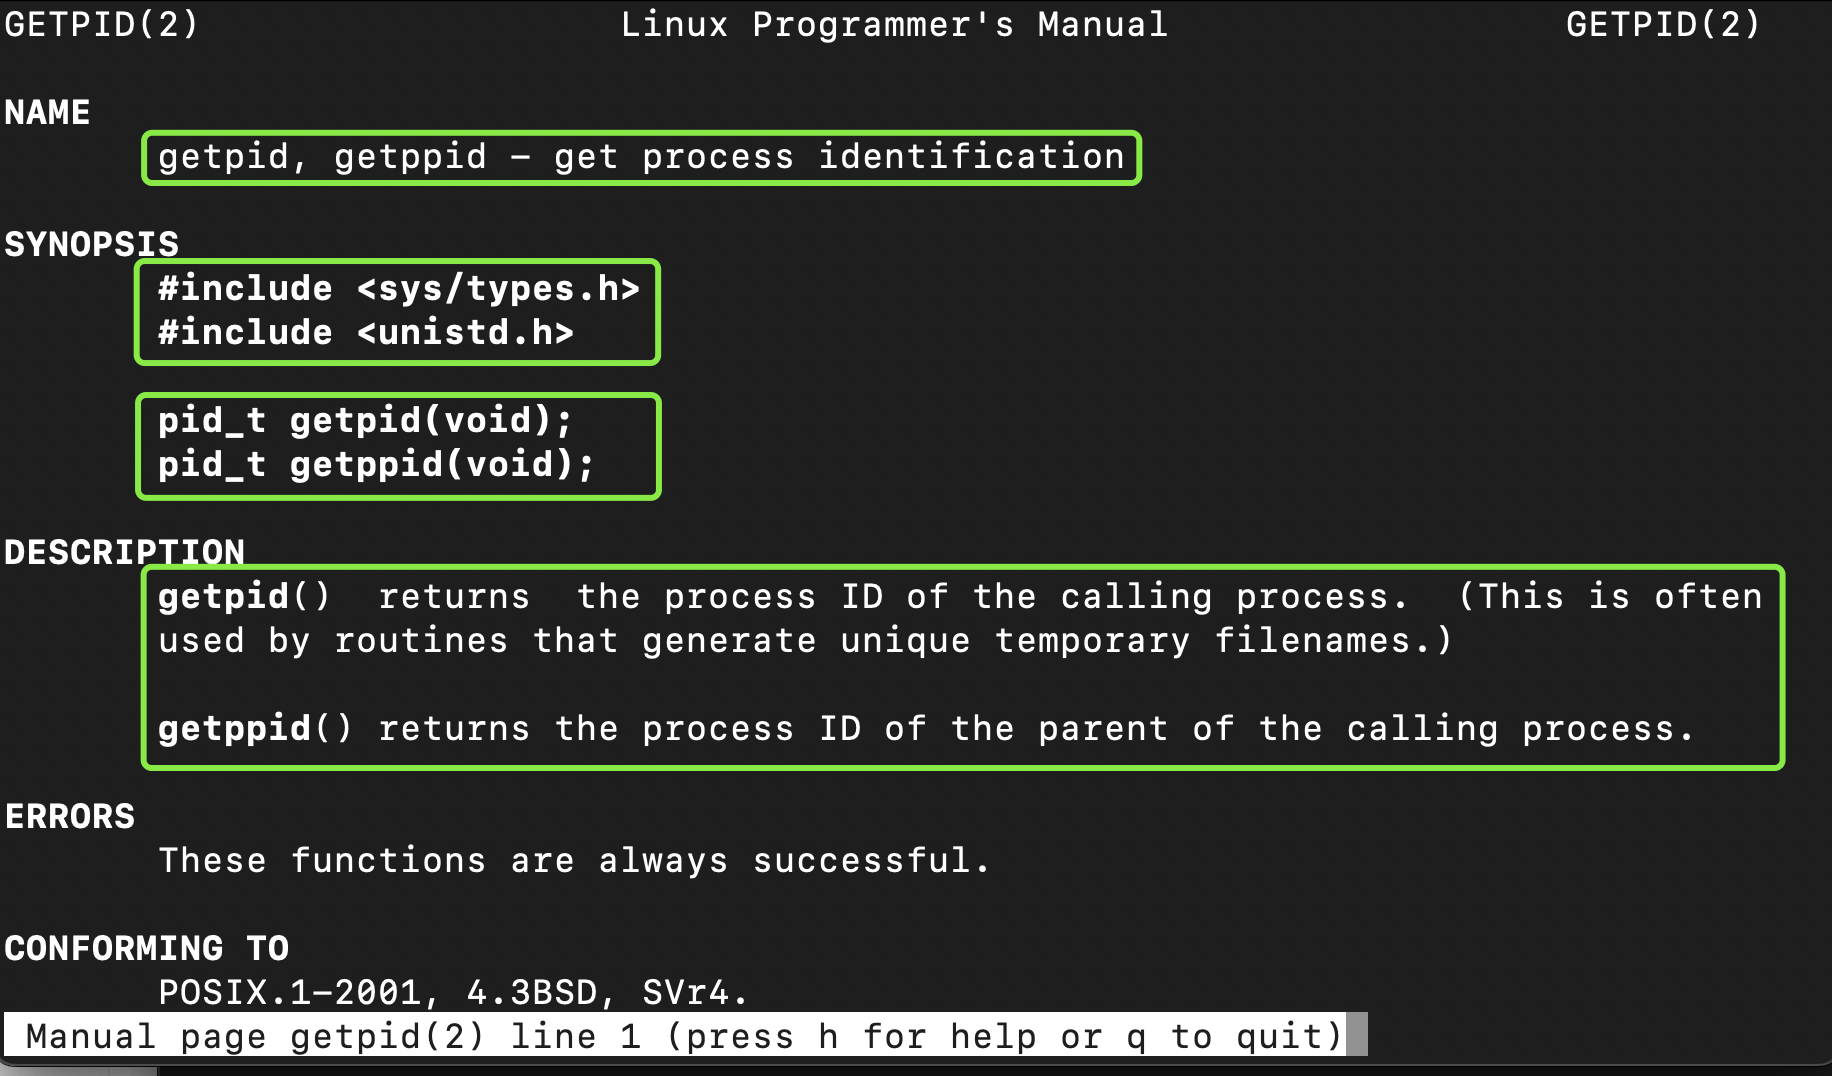 GETPID(2) Linux Programmer's Manual GETPID(2)
NAME
getpid, getppid - get process identification
SYNOPSIS
#include <sys/types.h>
#include <unistd.h>
pid_t getpid(void);
pid_t getppid(void);
DESCRIPTION
getpid() returns the process ID of the calling process. (This is often
used by routines that generate unique temporary filenames.)
getppid() returns the process ID of the parent of the calling process.
ERRORS
These functions are always successful.
CONFORMING TO
POSIX.1-2001, 4.3BSD, SVr4.
Manual page getpid(2) line 1 (press h for help or q to quit)